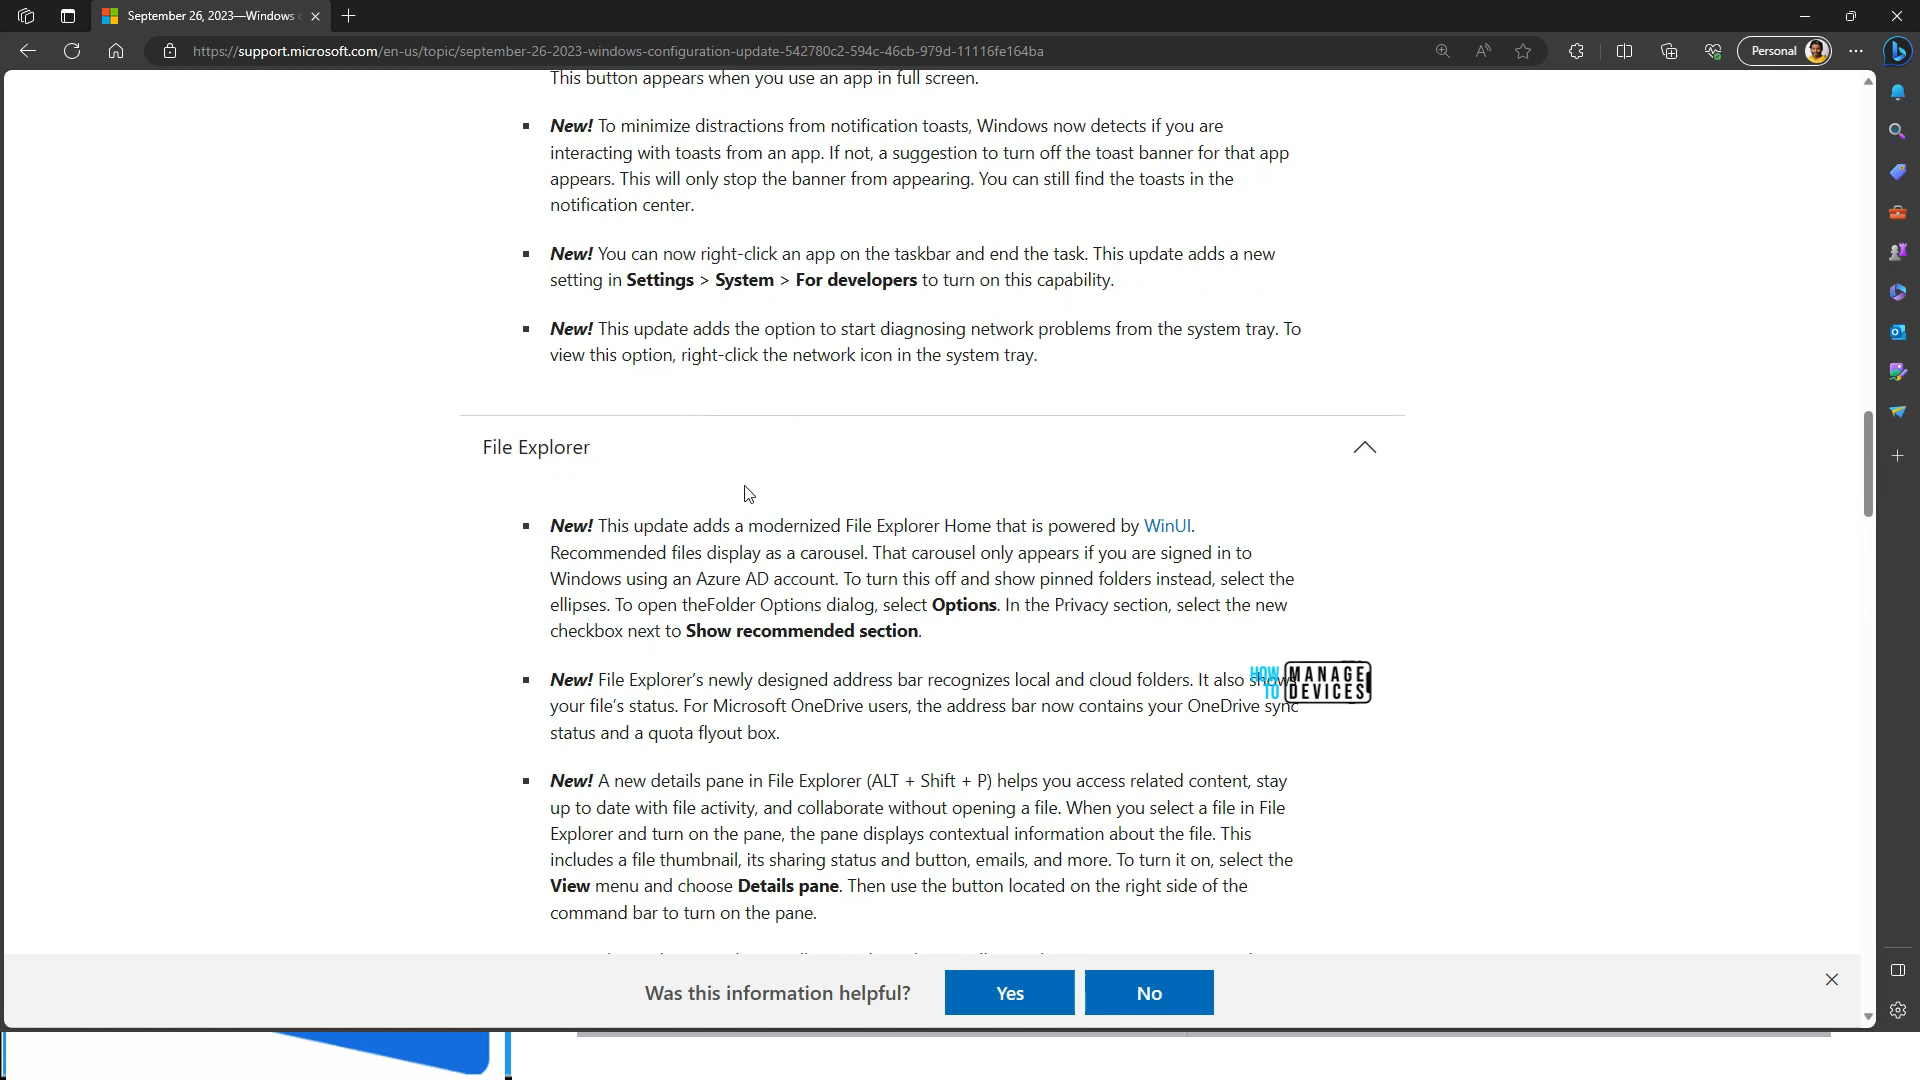 September 26, 2023—Windows
https://support.microsoft.com/en-us/topic/september-26-2023-windows-configuration-update-542780c2-594c-46cb-979d-11116fe164ba
Personal
This button appears when you use an app in full screen.
New! To minimize distractions from notification toasts, Windows now detects if you are
interacting with toasts from an app. If not, a suggestion to turn off the toast banner for that app
appears. This will only stop the banner from appearing. You can still find the toasts in the
notification center.
New! You can now right-click an app on the taskbar and end the task. This update adds a new
setting in Settings > System > For developers to turn on this capability.
New! This update adds the option to start diagnosing network problems from the system tray. To
view this option, right-click the network icon in the system tray.
File Explorer
New! This update adds a modernized File Explorer Home that is powered by WinUI.
Recommended files display as a carousel. That carousel only appears if you are signed in to
Windows using an Azure AD account. To turn this off and show pinned folders instead, select the
ellipses. To open theFolder Options dialog, select Options. In the Privacy section, select the new
checkbox next to Show recommended section.
New! File Explorer's newly designed address bar recognizes local and cloud folders. It also shows
your file's status. For Microsoft OneDrive users, the address bar now contains your OneDrive sync
status and a quota flyout box.
HOW TO MANAGE DEVICES
New! A new details pane in File Explorer (ALT + Shift + P) helps you access related content, stay
up to date with file activity, and collaborate without opening a file. When you select a file in File
Explorer and turn on the pane, the pane displays contextual information about the file. This
includes a file thumbnail, its sharing status and button, emails, and more. To turn it on, select the
View menu and choose Details pane. Then use the button located on the right side of the
command bar to turn on the pane.
Was this information helpful?
Yes
No